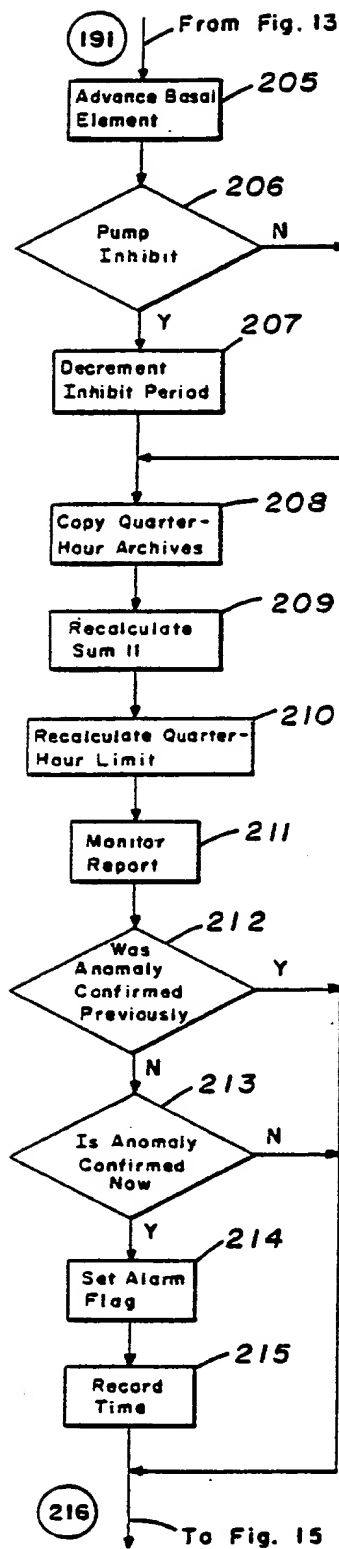 191
From Fig. 13
205
Advance Basal
Element
206
Pump
Inhibit
N
Y
207
Decrement
Inhibit Period
208
Copy Quarter-
Hour Archives
209
Recalculate
Sum II
210
Recalculate Quarter-
Hour Limit
211
Monitor
Report
212
Was
Anomaly
Confirmed
Previously
Y
N
213
Is Anomaly
Confirmed
Now
N
Y
214
Set Alarm
Flag
215
Record
Time
216
To Fig. 15